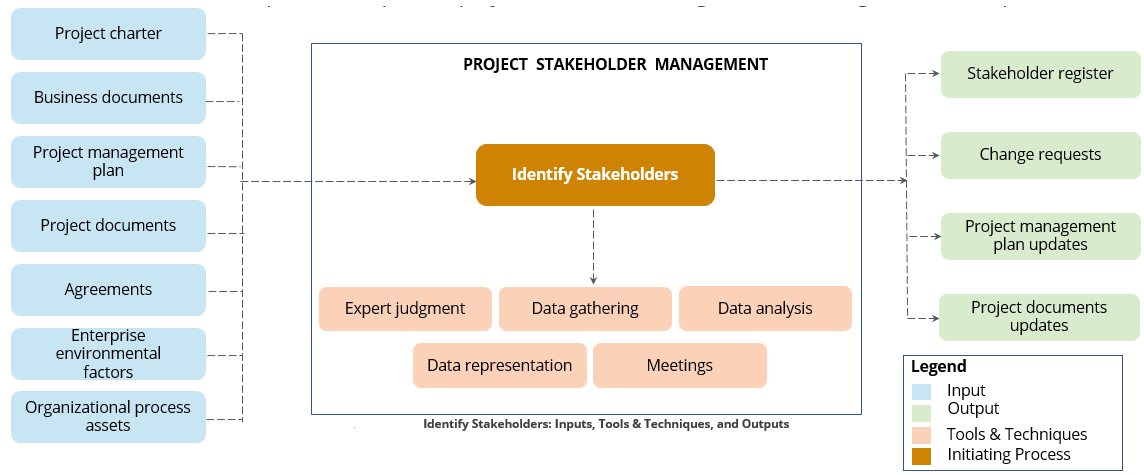 Project charter
Business documents
Project management
plan
Project documents
Agreements
Enterprise
environmental
factors
Organizational process
assets
PROJECT STAKEHOLDER MANAGEMENT
Identify Stakeholders
Expert judgment
Data gathering
Data analysis
Data representation
Meetings
Identify Stakeholders: Inputs, Tools & Techniques, and Outputs
Stakeholder register
Change requests
Project management
plan updates
Project documents
updates
Legend
Input
Output
Tools & Techniques
Initiating Process